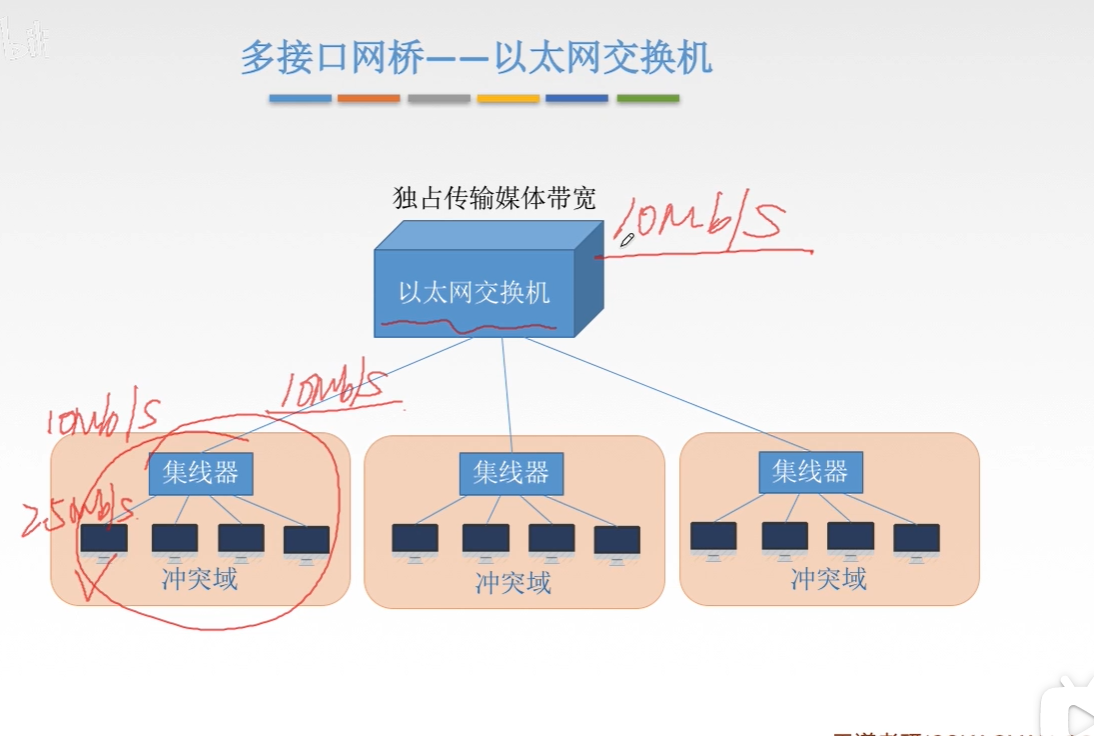 多接口网桥——以太网交换机
独占传输媒体带宽
10Mb/s
以太网交换机
10Mb/s
10Mb/s
集线器
集线器
集线器
2.5Mb/s
冲突域
冲突域
冲突域